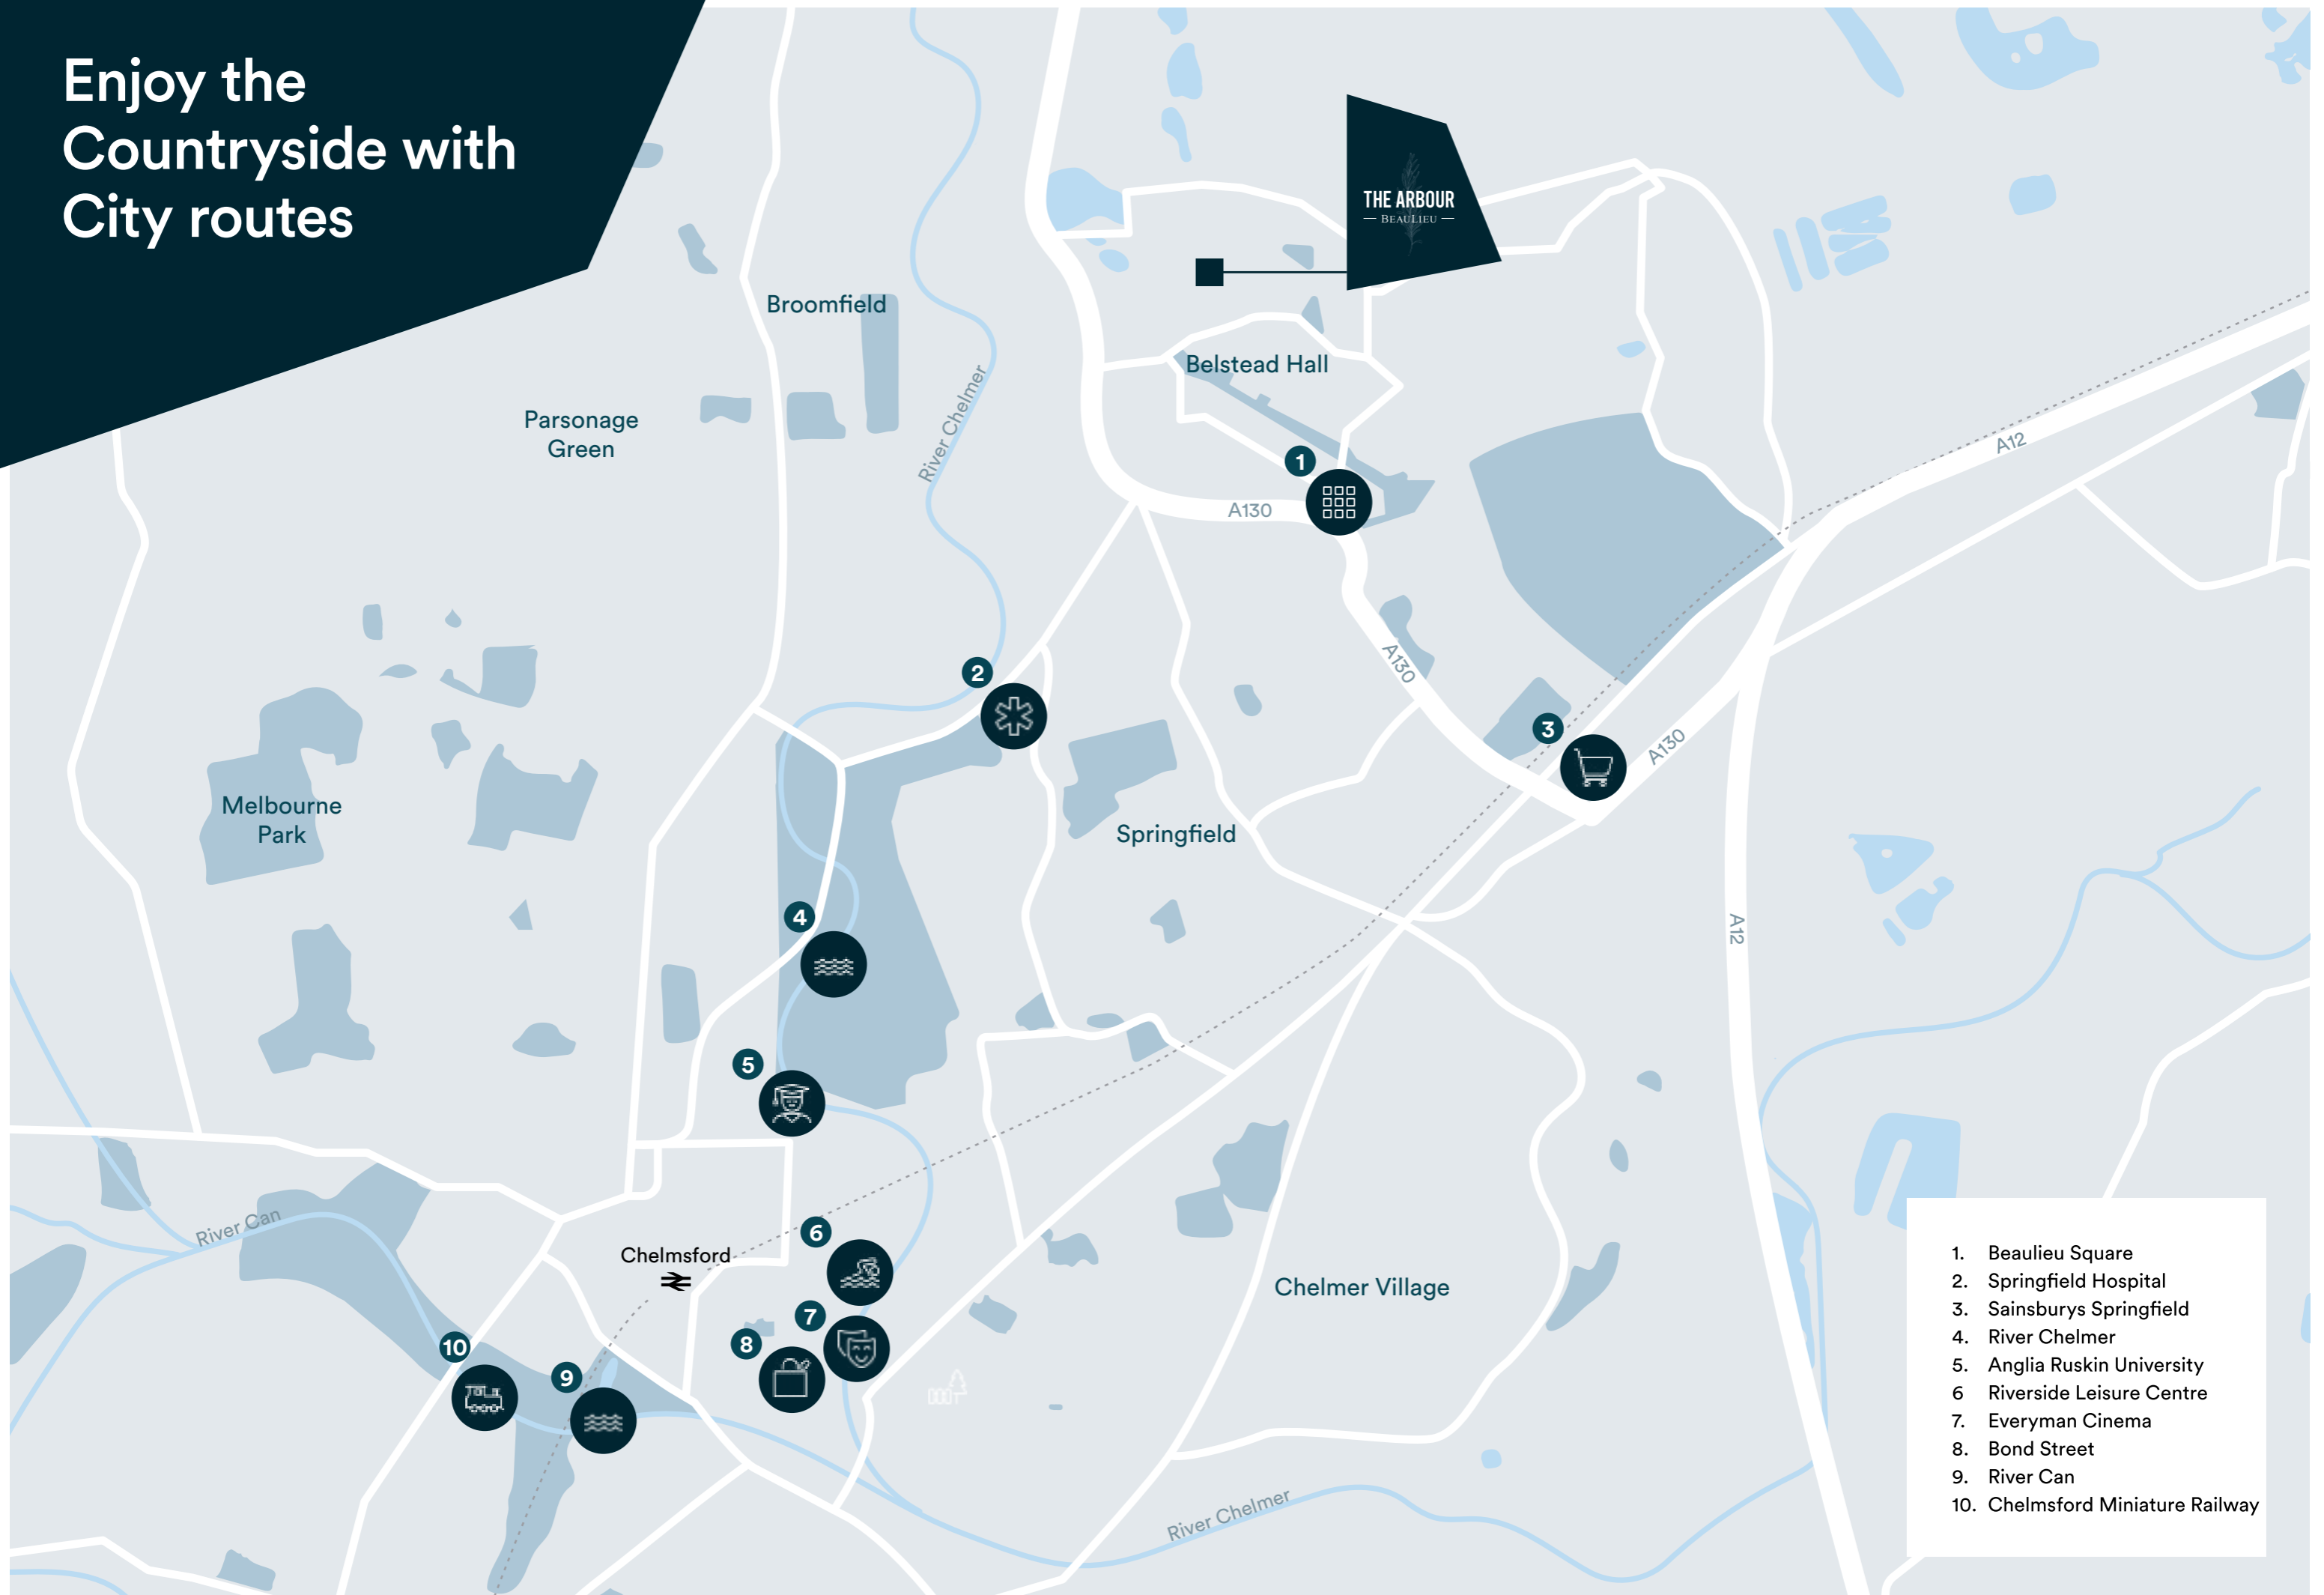 Enjoy the
Countryside with
City routes
THE ARBOUR
BEAULIEU
Broomfield
Parsonage
Green
River Chelmer
Belstead Hall
1
A130
A12
2
A130
3
A130
Melbourne
Park
Springfield
4
A12
5
River Can
Chelmsford
6
7
8
Chelmer Village
10
9
River Chelmer
1. Beaulieu Square
2. Springfield Hospital
3. Sainsburys Springfield
4. River Chelmer
5. Anglia Ruskin University
6 Riverside Leisure Centre
7. Everyman Cinema
8. Bond Street
9. River Can
10. Chelmsford Miniature Railway